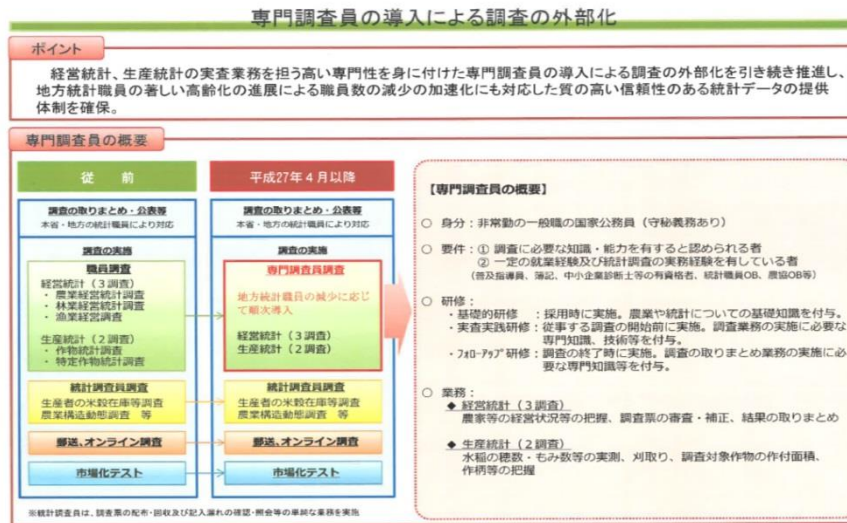 専門調査員の導入による調査の外部化
ポイント
経営統計、生産統計の実査業務を担う高い専門性を身に付けた専門調査員の導入による調査の外部化を引き続き推進し、
地方統計職員の著しい高齢化の進展による職員数の減少の加速化にも対応した質の高い信頼性のある統計データの提供
体制を確保。
専門調査員の概要
従 前
調査の取りまとめ・公表等
本省・地方の統計職員により対応
調査の実施
職員調査
経営統計（３調査）
・ 農業経営統計調査
・ 林業経営統計調査
・ 漁業経営調査
生産統計（２調査）
・ 作物統計調査
・ 特定作物統計調査
統計調査員調査
生産者の米穀在庫等調査
農業構造動態調査 等
郵送、オンライン調査
市場化テスト
平成27年４月以降
調査の取りまとめ・公表等
本省・地方の統計職員により対応
調査の実施
専門調査員調査
地方統計職員の減少に応じ
て順次導入
経営統計（３調査）
生産統計（２調査）
統計調査員調査
生産者の米穀在庫等調査
農業構造動態調査 等
郵送、オンライン調査
市場化テスト
※統計調査員は、調査票の配布・回収及び記入漏れの確認・照会等の単純な業務を実施
【専門調査員の概要】
○ 身分：非常勤の一般職の国家公務員（守秘義務あり）
○ 要件：① 調査に必要な知識・能力を有すると認められる者
② 一定の就業経験及び統計調査の実務経験を有している者
（普及指導員、簿記、中小企業診断士等の有資格者、統計職員OB、農協OB等）
○ 研修：
・基礎的研修 ：採用時に実施。農業や統計についての基礎知識を付与。
・実査実践研修：従事する調査の開始前に実施。調査業務の実施に必要な
専門知識、技術等を付与。
・ﾌｫﾛｰｱｯﾌﾟ研修：調査の終了時に実施。調査の取りまとめ業務の実施に必
要な専門知識等を付与。
○ 業務：
◆ 経営統計（３調査）
農家等の経営状況等の把握、調査票の審査・補正、結果の取りまとめ
◆ 生産統計（２調査）
水稲の穂数・もみ数等の実測、刈取り、調査対象作物の作付面積、
作柄等の把握